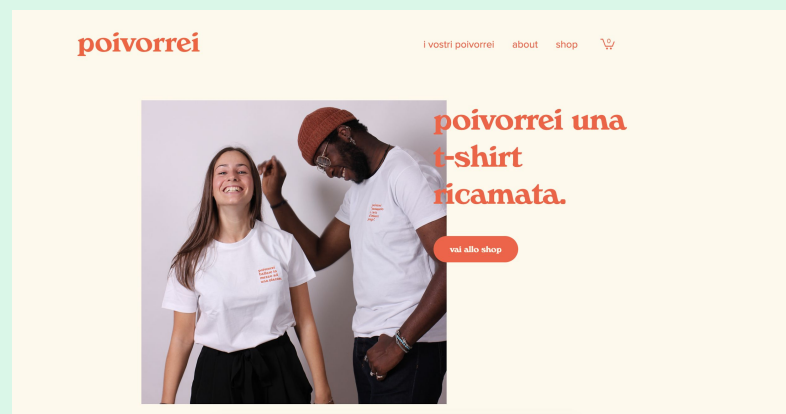 poivorrei
i vostri poivorrei
about
shop
0
poivorrei una
t-shirt
ricamata.
vai allo shop